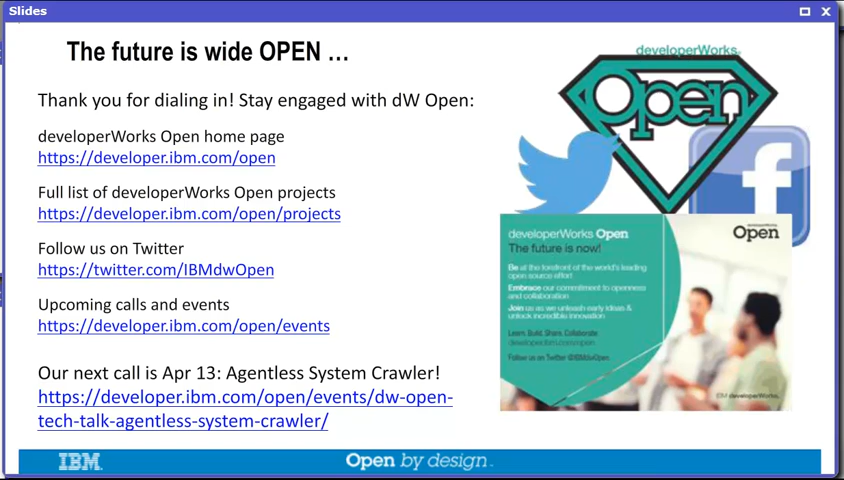 Slides
The future is wide OPEN ...
Thank you for dialing in! Stay engaged with dW Open:
developerWorks Open home page
https://developer.ibm.com/open
Full list of developerWorks Open projects
https://developer.ibm.com/open/projects
Follow us on Twitter
https://twitter.com/IBMdwOpen
Upcoming calls and events
https://developer.ibm.com/open/events
Our next call is Apr 13: Agentless System Crawler!
https://developer.ibm.com/open/events/dw-open-
tech-talk-agentless-system-crawler/
developerWorks
Open
f
developerWorks Open
The future is now!
Be at the forefront of the world's leading
open source effort
Embrace our commitment to openness
and collaboration
Join us as we unleash early ideas &
unlock incredible innovation
Learn. Build. Share. Collaborate
developer.ibm.com/open
Follow us on Twitter @IBMdwOpen
developerWorks
Open
IBM developerWorks.
IBM
Open by design.